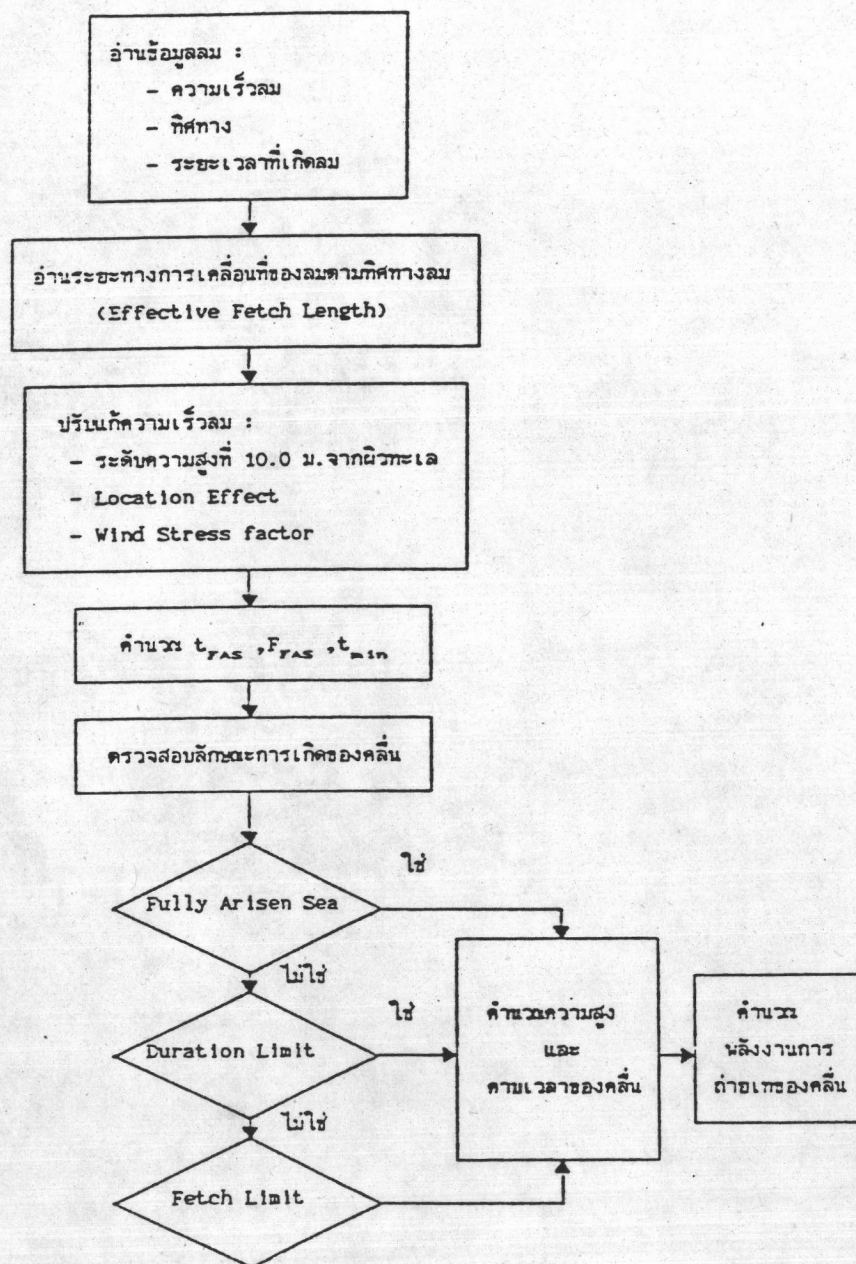 อ่านข้อมูลลม :
- ความเร็วลม
- ทิศทาง
- ระยะเวลาที่เกิดลม
อ่านระยะทางการเคลื่อนที่ของลมตามทิศทางลม
(Effective Fetch Length)
ปรับแก้ความเร็วลม :
- ระดับความสูงที่ 10.0 ม.จากผิวทะเล
- Location Effect
- Wind Stress factor
คำนวณ t_FAS ,F_FAS ,t_min
ตรวจสอบลักษณะการเกิดของคลื่น
ใช่
Fully Arisen Sea
ไม่ใช่
ใช่
Duration Limit
คำนวณความสูง
และ
คาบเวลาของคลื่น
คำนวณ
พลังงานการ
ถ่ายเทของคลื่น
ไม่ใช่
Fetch Limit